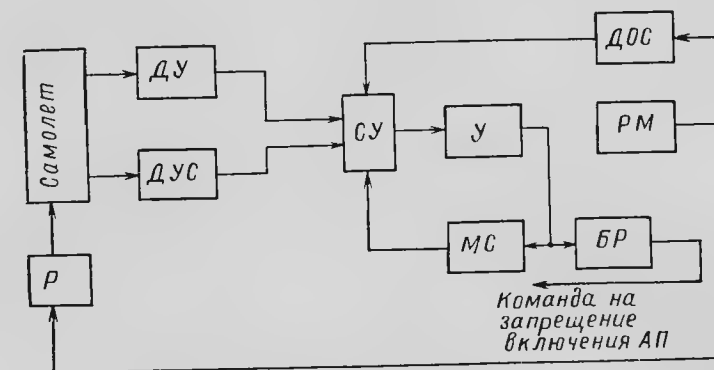 ДОС
ДУ
Самолет
СУ
У
РМ
ДУС
МС
БР
Р
Команда на
запрещение
включения АП